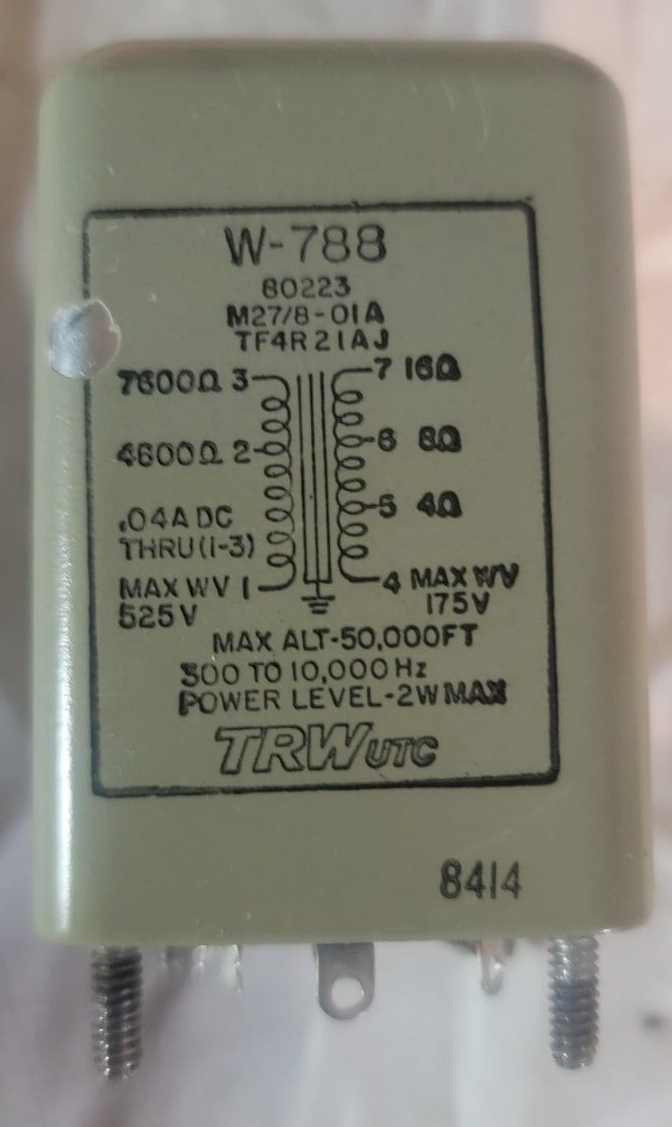 W-788
80223
M27/8-01A
TF4R21AJ
7600Ω 3 7 16Ω
4600Ω 2 6 8Ω
5 4Ω
.04A DC
THRU (1-3)
MAX WV 1 4 MAX WV
525V 175V
MAX ALT-50,000FT
300 TO 10,000 Hz
POWER LEVEL-2W MAX
TRW UTC
8414